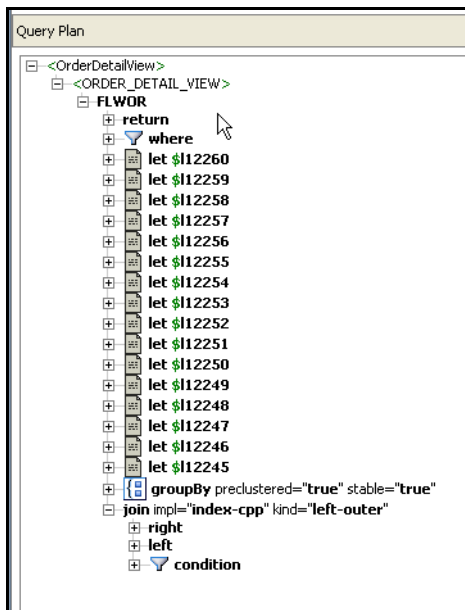 Query Plan
<OrderDetailView>
<ORDER_DETAIL_VIEW>
FLWOR
return
where
let $l12260
let $l12259
let $l12258
let $l12257
let $l12256
let $l12255
let $l12254
let $l12253
let $l12252
let $l12251
let $l12250
let $l12249
let $l12248
let $l12247
let $l12246
let $l12245
groupBy preclustered="true" stable="true"
join impl="index-cpp" kind="left-outer"
right
left
condition